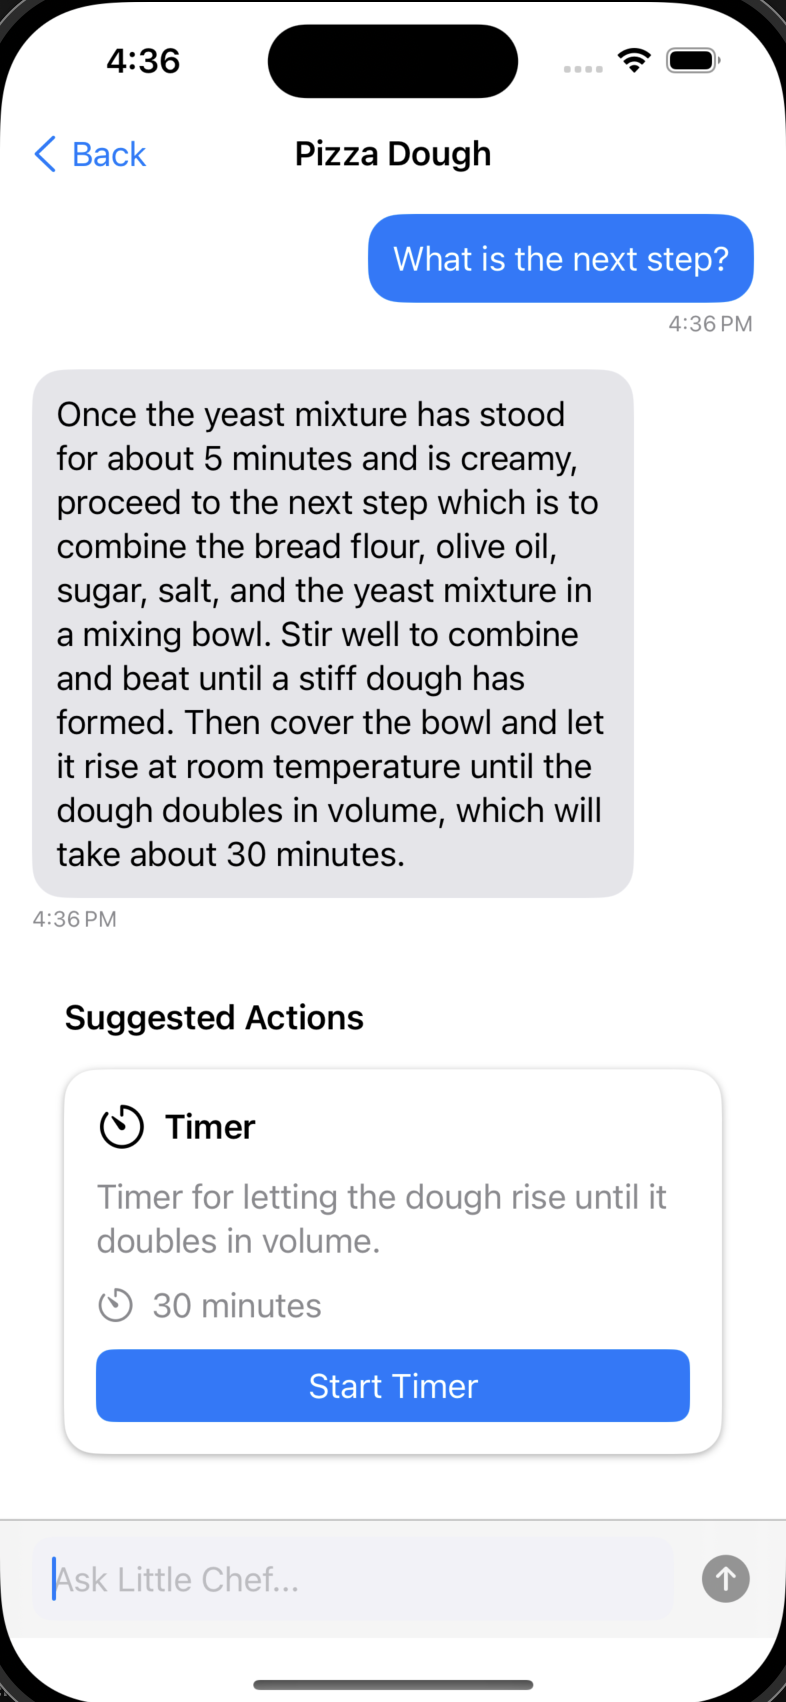 4:36
Back
Pizza Dough
What is the next step?
4:36 PM
Once the yeast mixture has stood
for about 5 minutes and is creamy,
proceed to the next step which is to
combine the bread flour, olive oil,
sugar, salt, and the yeast mixture in
a mixing bowl. Stir well to combine
and beat until a stiff dough has
formed. Then cover the bowl and let
it rise at room temperature until the
dough doubles in volume, which will
take about 30 minutes.
4:36 PM
Suggested Actions
Timer
Timer for letting the dough rise until it
doubles in volume.
30 minutes
Start Timer
Ask Little Chef...